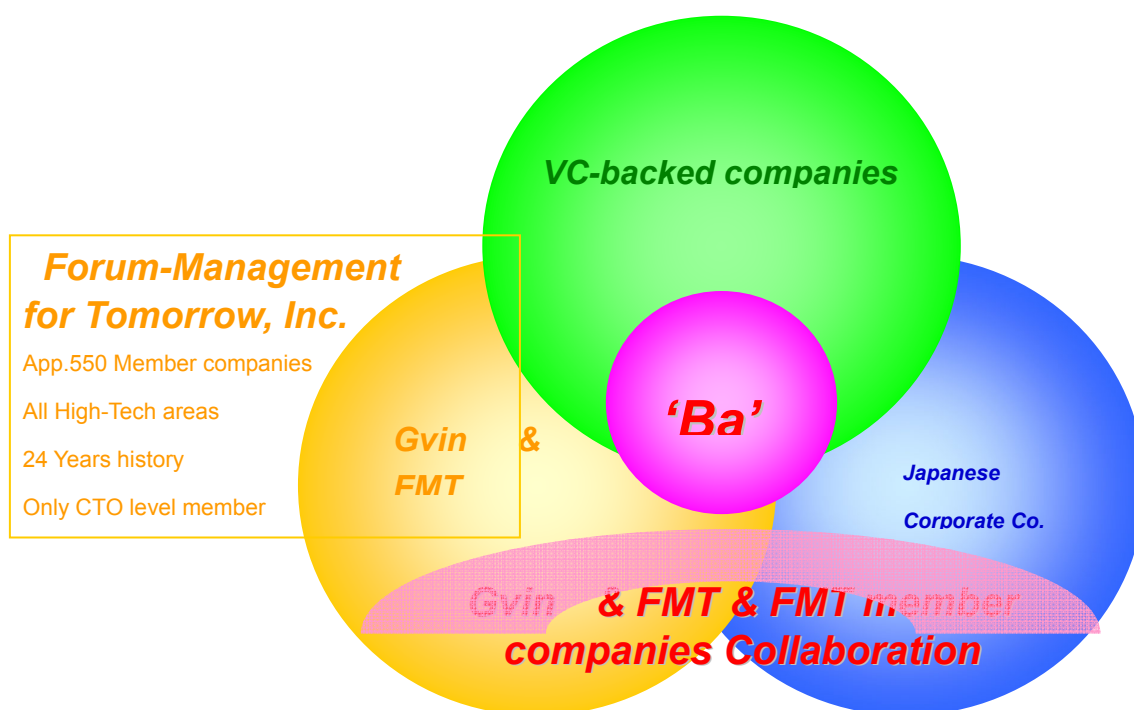 VC-backed companies
Forum-Management
for Tomorrow, Inc.
App.550 Member companies
All High-Tech areas
24 Years history
Only CTO level member
Gvin &
FMT
‘Ba’
Japanese
Corporate Co.
Gvin & FMT & FMT member
companies Collaboration